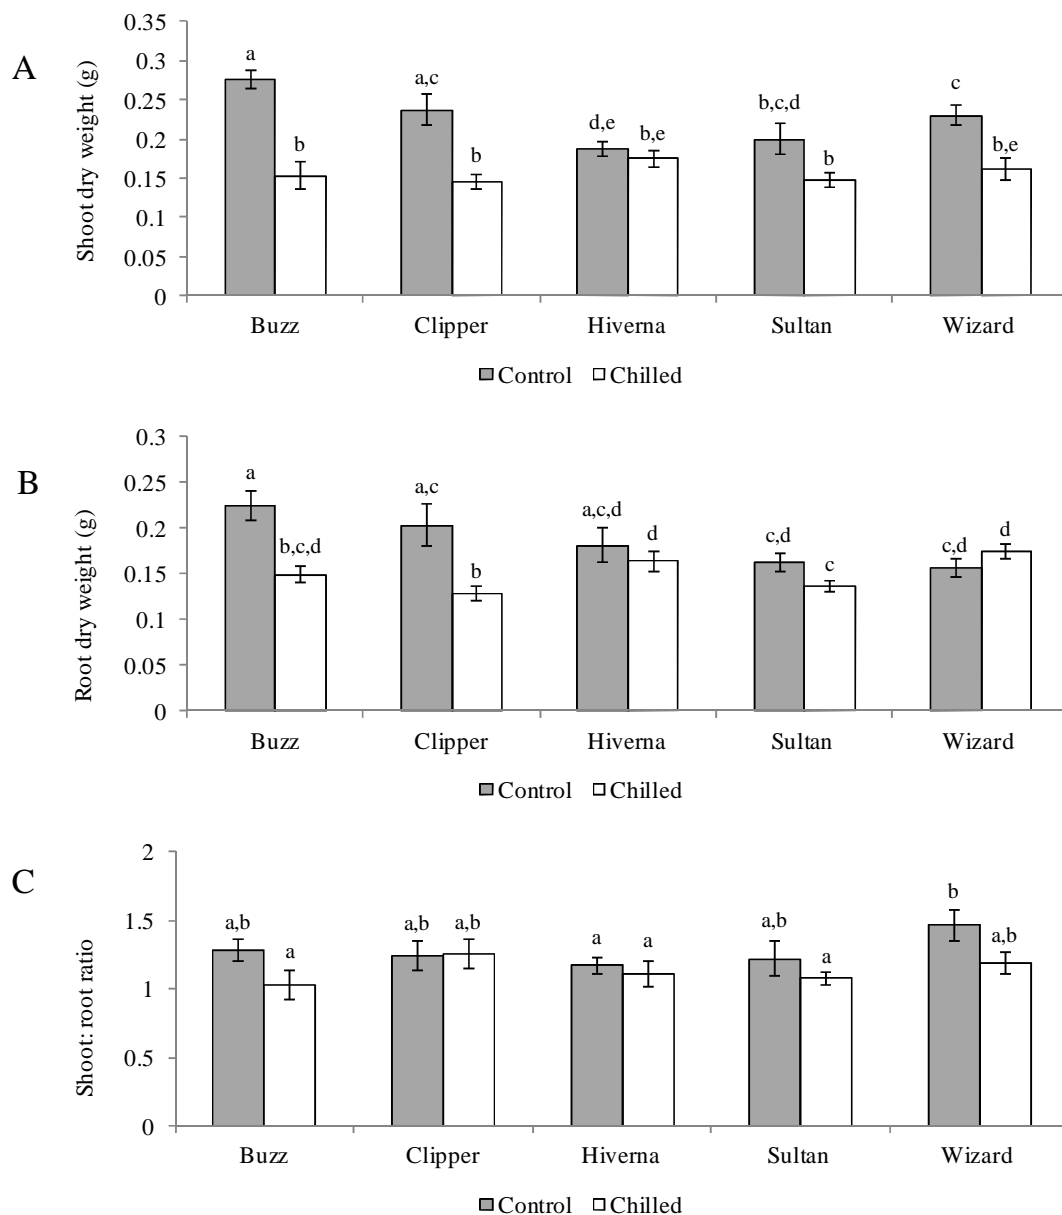 A
Shoot dry weight (g)
0.35
0.3
0.25
0.2
0.15
0.1
0.05
0
a
b
a,c
b
d,e
b,e
b,c,d
b
c
b,e
Buzz Clipper Hiverna Sultan Wizard
Control Chilled
B
Root dry weight (g)
0.3
0.25
0.2
0.15
0.1
0.05
0
a
b,c,d
a,c
b
a,c,d
d
c,d
c
c,d
d
Buzz Clipper Hiverna Sultan Wizard
Control Chilled
C
Shoot: root ratio
2
1.5
1
0.5
0
a,b
a
a,b
a,b
a
a
a,b
a
b
a,b
Buzz Clipper Hiverna Sultan Wizard
Control Chilled